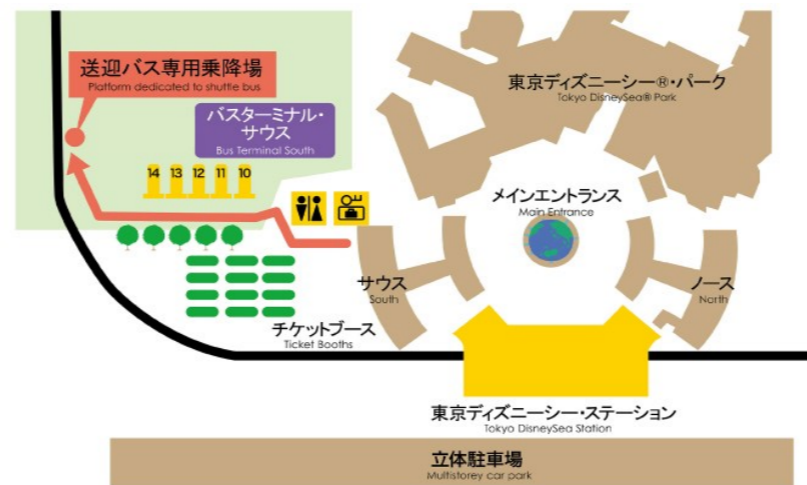 送迎バス専用乗降場
Platform dedicated to shuttle bus
バスターミナル・
サウス
Bus Terminal South
14 13 12 11 10
東京ディズニーシー®・パーク
Tokyo DisneySea® Park
メインエントランス
Main Entrance
サウス
South
ノース
North
チケットブース
Ticket Booths
東京ディズニーシー・ステーション
Tokyo DisneySea Station
立体駐車場
Multistorey car park